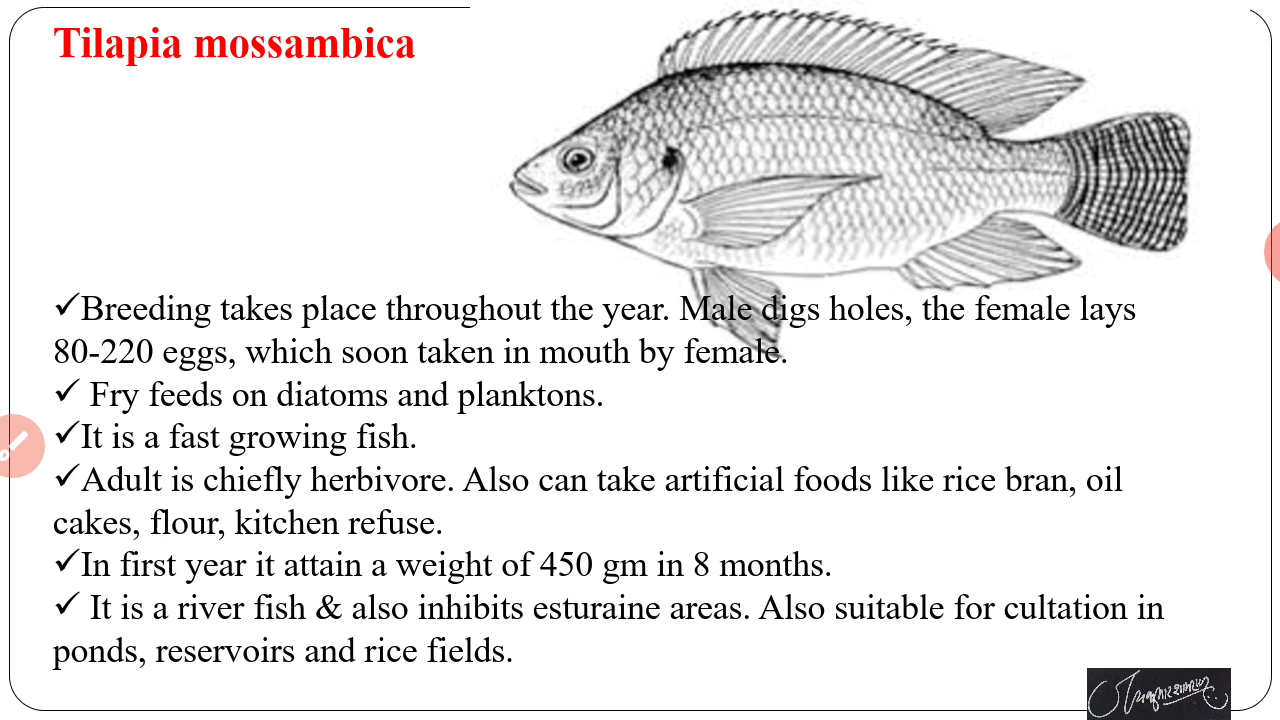 Tilapia mossambica
✓Breeding takes place throughout the year. Male digs holes, the female lays
80-220 eggs, which soon taken in mouth by female.
✓ Fry feeds on diatoms and planktons.
✓It is a fast growing fish.
✓Adult is chiefly herbivore. Also can take artificial foods like rice bran, oil
cakes, flour, kitchen refuse.
✓In first year it attain a weight of 450 gm in 8 months.
✓ It is a river fish & also inhibits esturaine areas. Also suitable for cultation in
ponds, reservoirs and rice fields.